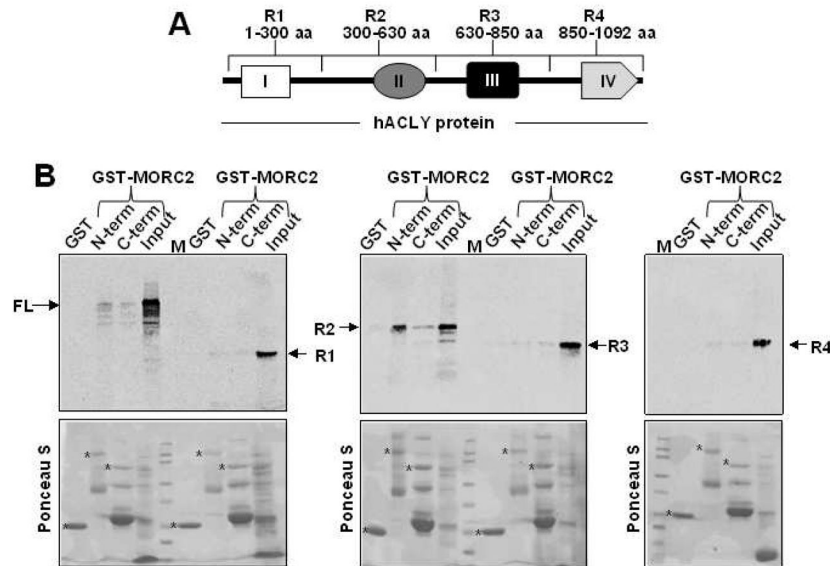 A
R1 R2 R3 R4
1-300 aa 300-630 aa 630-850 aa 850-1092 aa
I II III IV
hACLY protein
B
GST-MORC2 GST-MORC2 GST-MORC2 GST-MORC2 GST-MORC2
GST N-term C-term Input M GST N-term C-term Input GST N-term C-term Input M GST N-term C-term Input M GST N-term C-term Input
FL R1 R2 R3 R4
* * * * * * * * * * * * * * *
Ponceau S Ponceau S Ponceau S